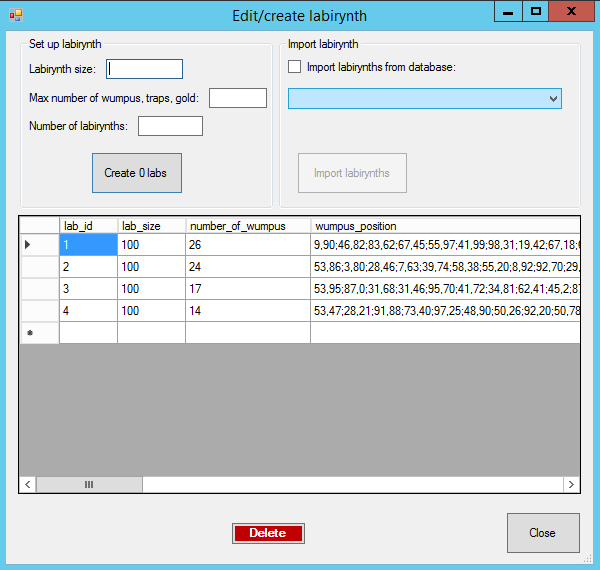 Edit/create labirynth
Set up labirynth
Labirynth size:
Max number of wumpus, traps, gold:
Number of labirynths:
Create 0 labs
Import labirynth
Import labirynths from database:
Import labirynths
lab_id lab_size number_of_wumpus wumpus_position
1 100 26 9,90;46,82;83,62;67,45;55,97;41,99;98,31;19,42;67,18;
2 100 24 53,86;3,80;28,46;7,63;39,74;58,38;55,20;8,92;92,70;29,
3 100 17 53,95;87,0;31,68;31,46;95,70;41,72;34,81;62,41;45,2;87
4 100 14 53,47;28,21;91,88;73,40;97,25;48,90;50,26;92,20;50,78
Delete
Close